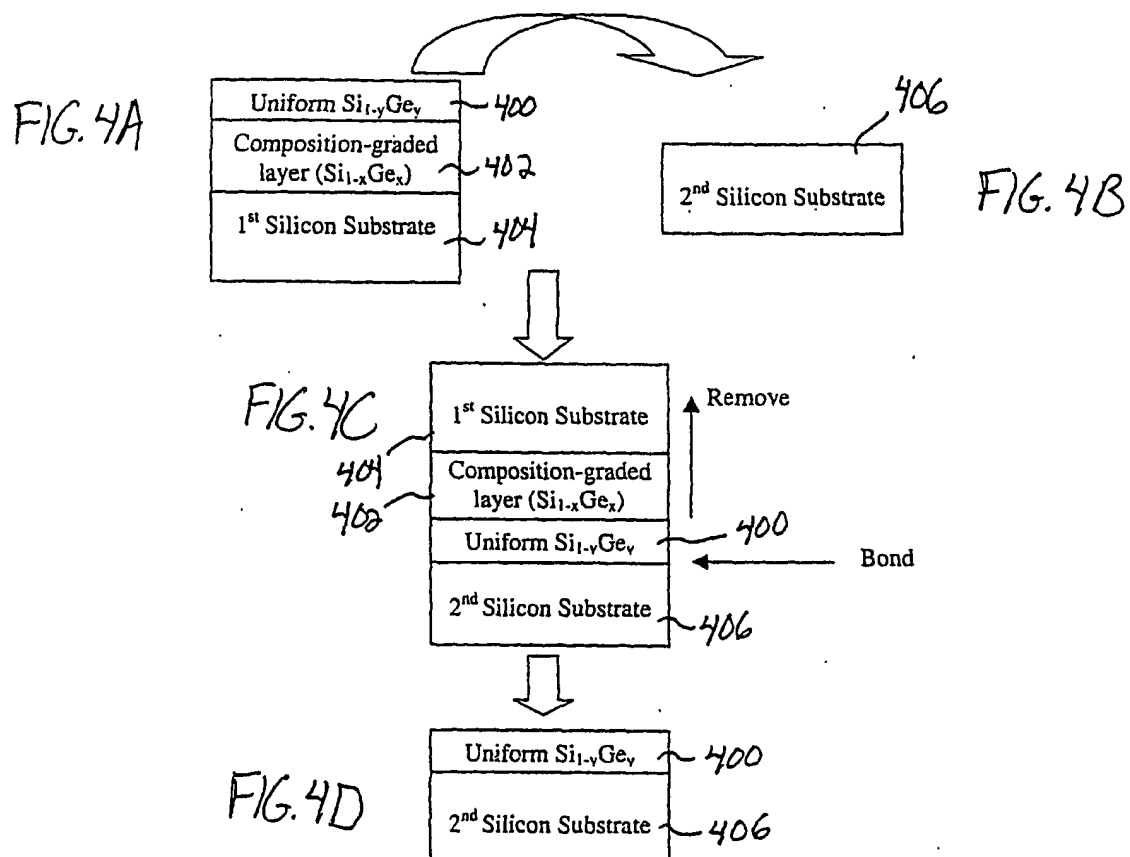 FIG. 4A
Uniform Si₁₋yGey
400
Composition-graded
layer (Si₁₋ₓGeₓ)
402
1ˢᵗ Silicon Substrate
404
406
2ⁿᵈ Silicon Substrate
FIG. 4B
FIG. 4C
1ˢᵗ Silicon Substrate
404
Remove
Composition-graded
layer (Si₁₋ₓGeₓ)
402
Uniform Si₁₋yGey
400
Bond
2ⁿᵈ Silicon Substrate
406
FIG. 4D
Uniform Si₁₋yGey
400
2ⁿᵈ Silicon Substrate
406